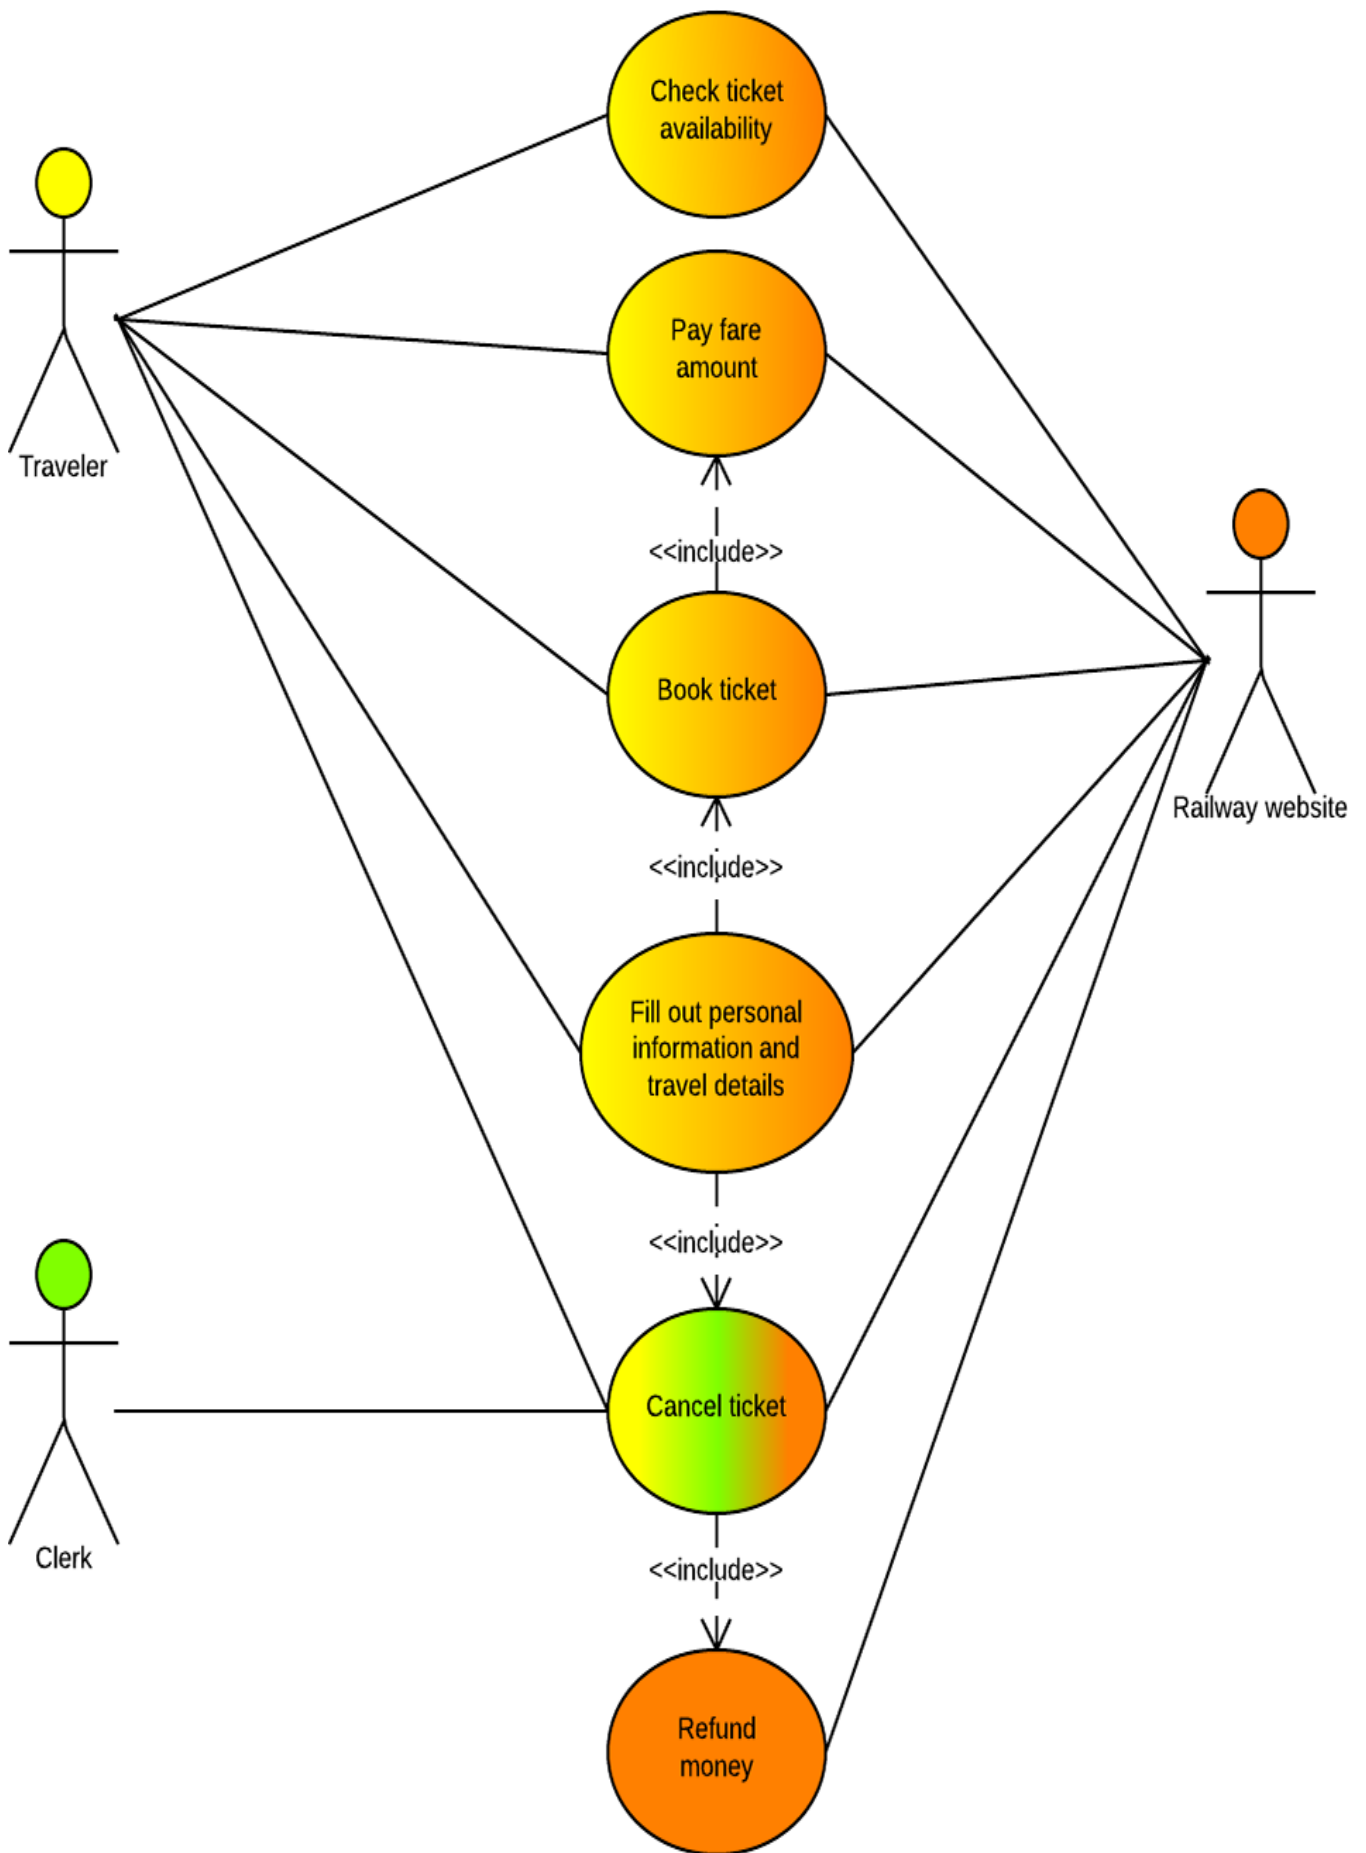 Check ticket
availability
Traveler
Pay fare
amount
<<include>>
Book ticket
Railway website
<<include>>
Fill out personal
information and
travel details
<<include>>
Cancel ticket
Clerk
<<include>>
Refund
money